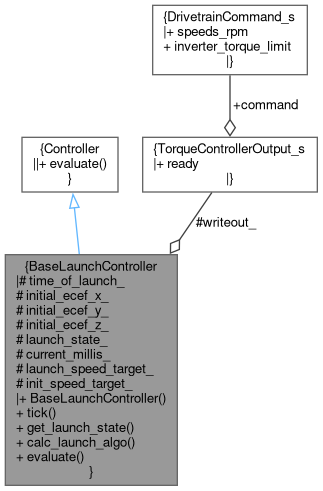 {DrivetrainCommand_s
|+ speeds_rpm
+ inverter_torque_limit
|}
+command
{Controller
||+ evaluate()
}
{TorqueControllerOutput_s
|+ ready
|}
#writeout_
{BaseLaunchController
|# time_of_launch_
# initial_ecef_x_
# initial_ecef_y_
# initial_ecef_z_
# launch_state_
# current_millis_
# launch_speed_target_
# init_speed_target_
|+ BaseLaunchController()
+ tick()
+ get_launch_state()
+ calc_launch_algo()
+ evaluate()
}